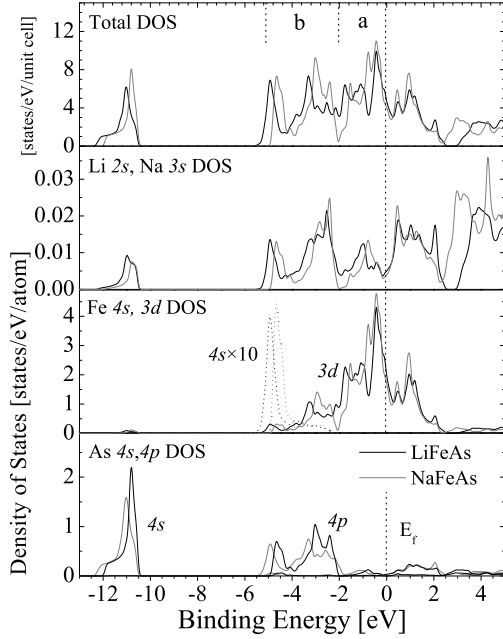 Total DOS
b
a
[states/eV/unit cell]
12
8
4
0
Li 2s, Na 3s DOS
0.03
0.02
0.01
0.00
Fe 4s, 3d DOS
4s×10
3d
4
3
2
1
0
Density of States [states/eV/atom]
As 4s,4p DOS
LiFeAs
NaFeAs
4s
4p
E_f
2
1
0
-12 -11 -10 -6 -4 -2 0 2 4
Binding Energy [eV]